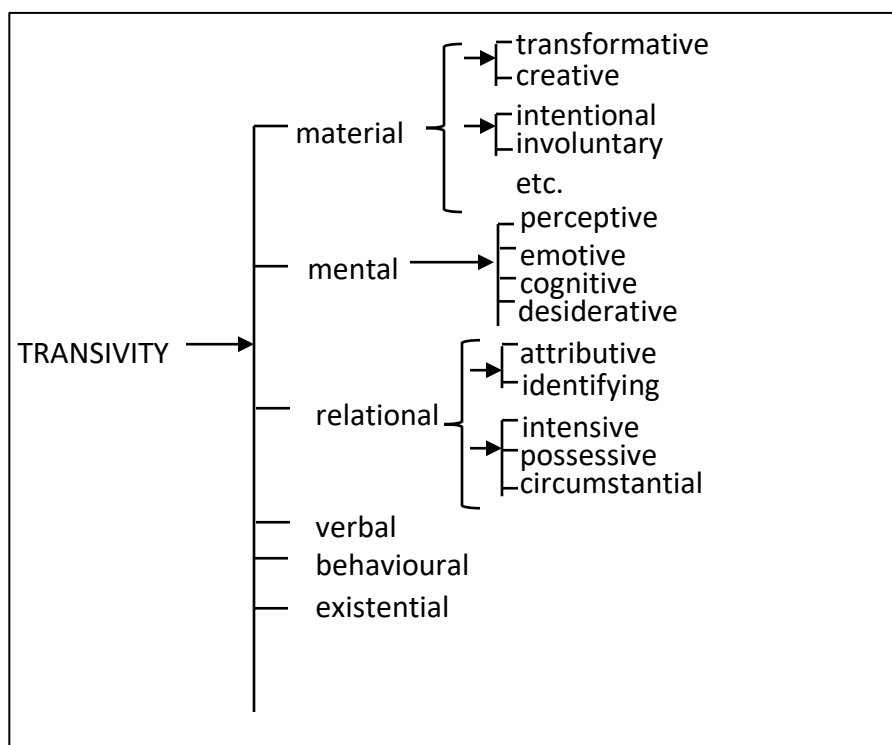 transformative
creative
intentional
material
involuntary
etc.
perceptive
emotive
mental
cognitive
desiderative
TRANSIVITY
attributive
identifying
relational
intensive
possessive
circumstantial
verbal
behavioural
existential